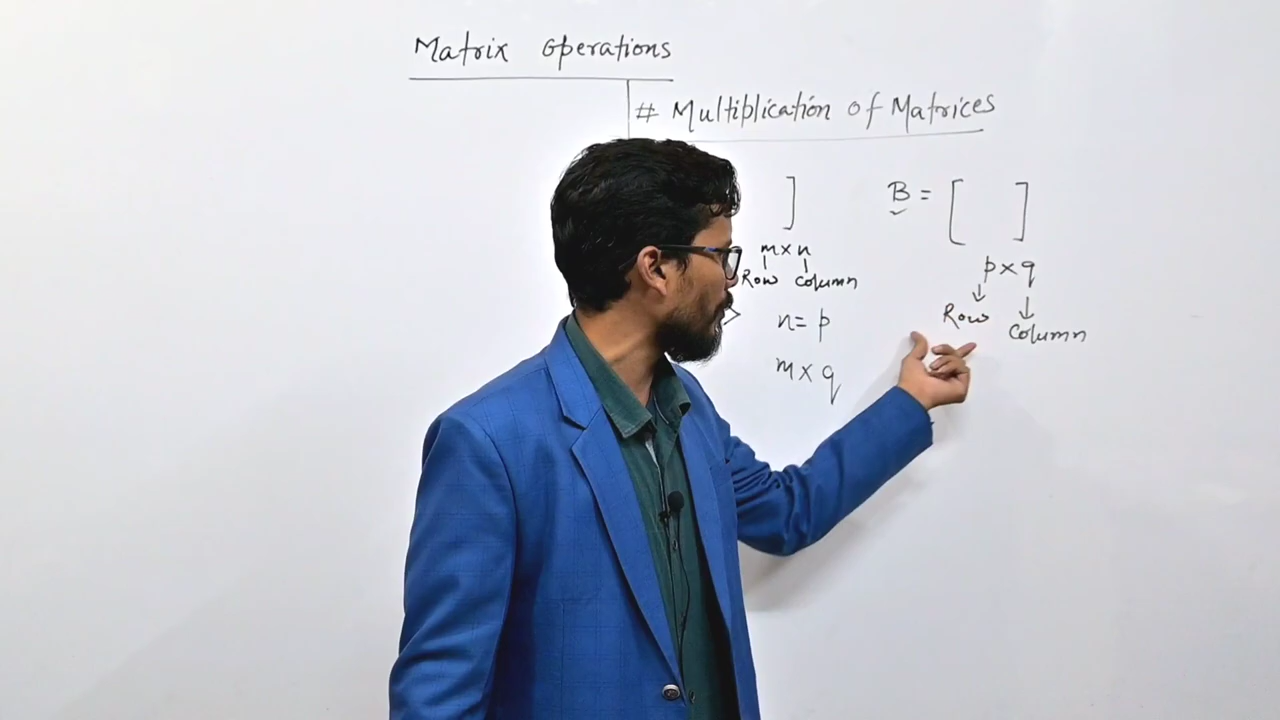 Matrix operations
# Multiplication of Matrices
]
B = [ ]
m×n
p×q
Row column
Row
column
n= p
m×q